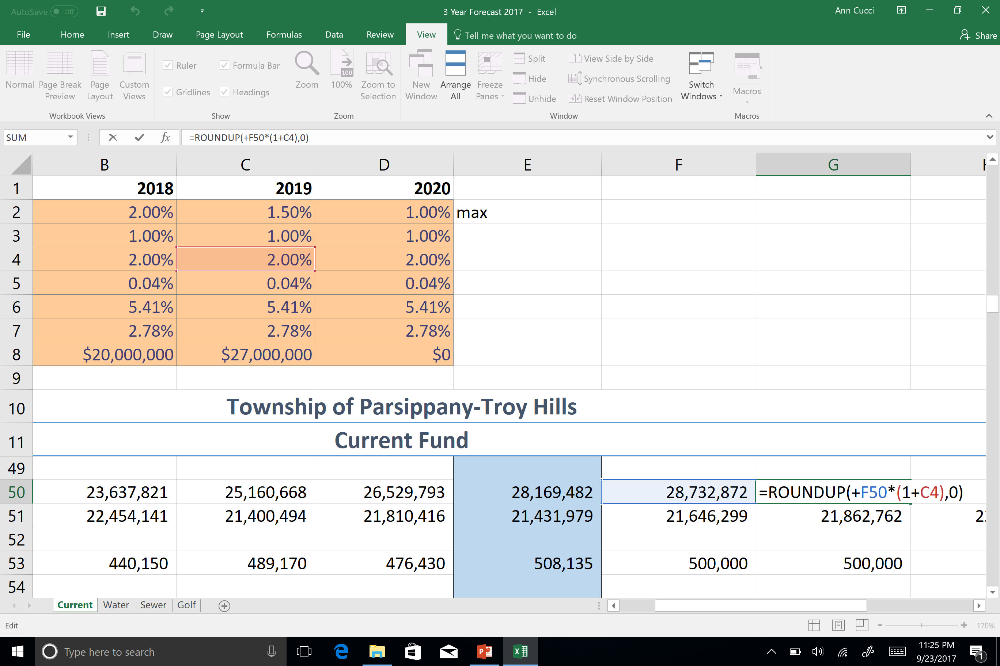 AutoSave Off
3 Year Forecast 2017 - Excel
Ann Cucci
File Home Insert Draw Page Layout Formulas Data Review View Tell me what you want to do Share
Normal
Page Break Preview
Page Layout
Custom Views
Workbook Views
Ruler Formula Bar
Gridlines Headings
Show
Zoom
100
100%
Zoom to Selection
Zoom
New Window
Arrange All
Freeze Panes
Split
Hide
Unhide
View Side by Side
Synchronous Scrolling
Reset Window Position
Switch Windows
Window
Macros
Macros
SUM fx =ROUNDUP(+F50*(1+C4),0)
B C D E F G
1 2018 2019 2020
2 2.00% 1.50% 1.00% max
3 1.00% 1.00% 1.00%
4 2.00% 2.00% 2.00%
5 0.04% 0.04% 0.04%
6 5.41% 5.41% 5.41%
7 2.78% 2.78% 2.78%
8 $20,000,000 $27,000,000 $0
9
10 Township of Parsippany-Troy Hills
11 Current Fund
49
50 23,637,821 25,160,668 26,529,793 28,169,482 28,732,872 =ROUNDUP(+F50*(1+C4),0)
51 22,454,141 21,400,494 21,810,416 21,431,979 21,646,299 21,862,762
52
53 440,150 489,170 476,430 508,135 500,000 500,000
54
Current Water Sewer Golf
Edit 170%
Type here to search
11:25 PM
9/23/2017
1